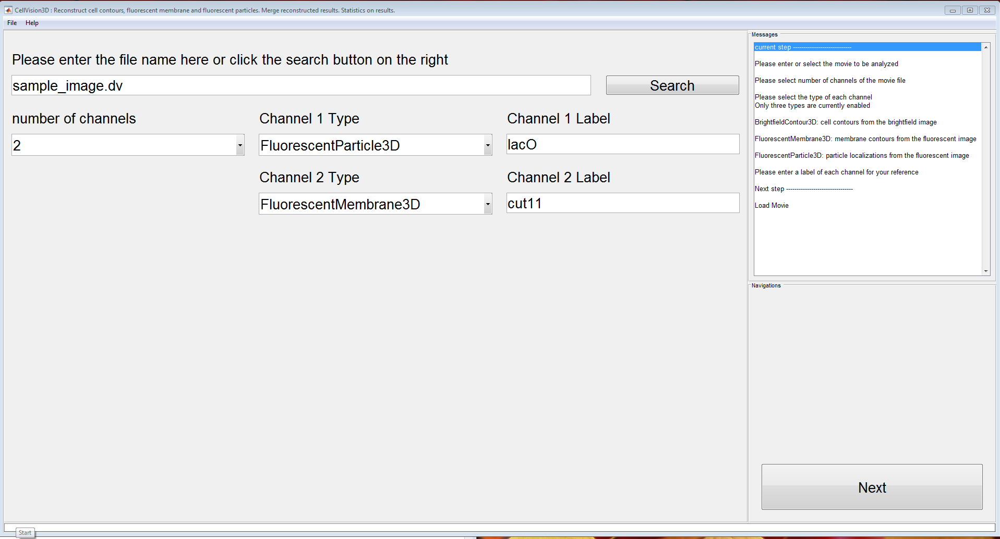 CellVision3D : Reconstruct cell contours, fluorescent membrane and fluorescent particles. Merge reconstructed results. Statistics on results.
File Help
Please enter the file name here or click the search button on the right
sample_image.dv
Search
number of channels
Channel 1 Type
Channel 1 Label
2
FluorescentParticle3D
lacO
Channel 2 Type
Channel 2 Label
FluorescentMembrane3D
cut11
Messages
current step ----------------------------
Please enter or select the movie to be analyzed
Please select number of channels of the movie file
Please select the type of each channel
Only three types are currently enabled
BrightfieldContour3D: cell contours from the brightfield image
FluorescentMembrane3D: membrane contours from the fluorescent image
FluorescentParticle3D: particle localizations from the fluorescent image
Please enter a label of each channel for your reference
Next step --------------------------------
Load Movie
Navigations
Next
Start